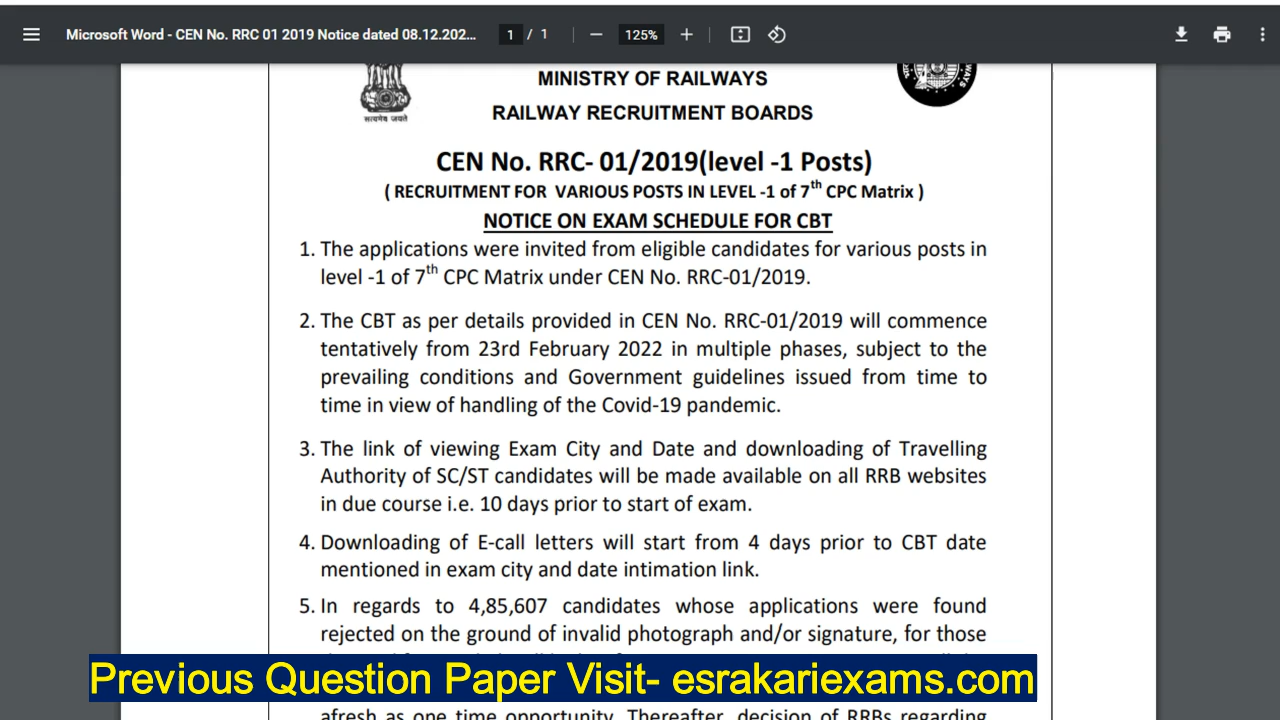 Microsoft Word - CEN No. RRC 01 2019 Notice dated 08.12.202... 1 / 1 125%
MINISTRY OF RAILWAYS
सत्यमेव जयते
RAILWAY RECRUITMENT BOARDS
CEN No. RRC- 01/2019(level -1 Posts)
( RECRUITMENT FOR VARIOUS POSTS IN LEVEL -1 of 7th CPC Matrix )
NOTICE ON EXAM SCHEDULE FOR CBT
1. The applications were invited from eligible candidates for various posts in
level -1 of 7th CPC Matrix under CEN No. RRC-01/2019.
2. The CBT as per details provided in CEN No. RRC-01/2019 will commence
tentatively from 23rd February 2022 in multiple phases, subject to the
prevailing conditions and Government guidelines issued from time to
time in view of handling of the Covid-19 pandemic.
3. The link of viewing Exam City and Date and downloading of Travelling
Authority of SC/ST candidates will be made available on all RRB websites
in due course i.e. 10 days prior to start of exam.
4. Downloading of E-call letters will start from 4 days prior to CBT date
mentioned in exam city and date intimation link.
5. In regards to 4,85,607 candidates whose applications were found
rejected on the ground of invalid photograph and/or signature, for those
Previous Question Paper Visit- esrakariexams.com
afresh as one time opportunity. Thereafter, decision of RRBs regarding